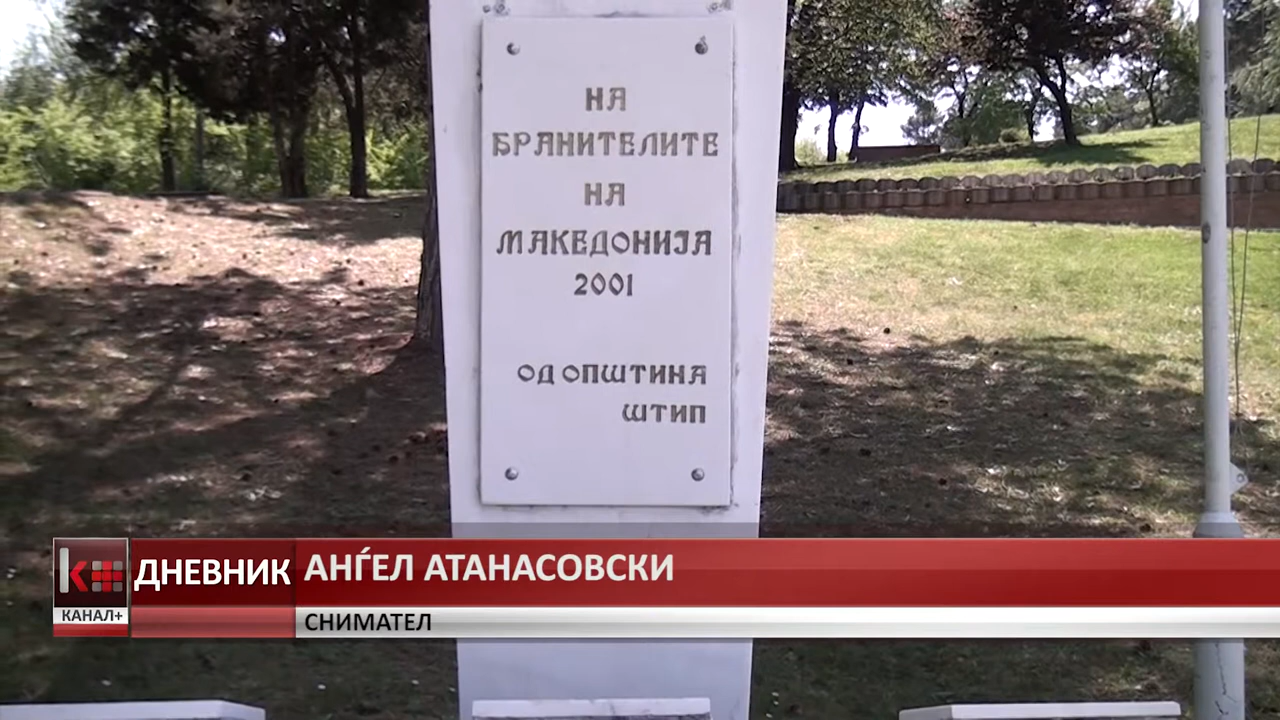 НА
БРАНИТЕЛИТЕ
НА
МАКЕДОНИЈА
2001
ОД ОПШТИНА
ШТИП
ДНЕВНИК
АНЃЕЛ АТАНАСОВСКИ
КАНАЛ+
СНИМАТЕЛ